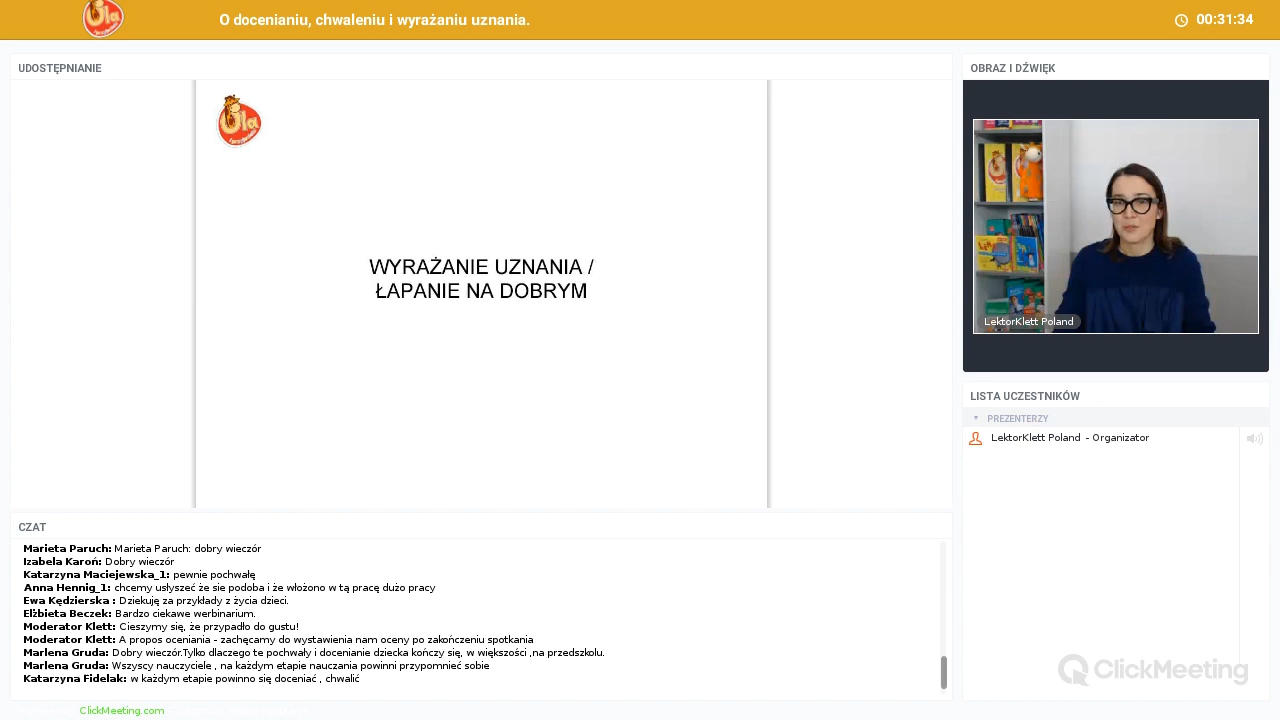 Ula
O docenianiu, chwaleniu i wyrażaniu uznania.
00:31:34
UDOSTĘPNIANIE
Ula
WYRAŻANIE UZNANIA /
ŁAPANIE NA DOBRYM
OBRAZ I DŹWIĘK
LektorKlett Poland
LISTA UCZESTNIKÓW
PREZENTERZY
LektorKlett Poland - Organizator
ClickMeeting
CZAT
Marieta Paruch: Marieta Paruch: dobry wieczór
Izabela Karoń: Dobry wieczór
Katarzyna Maciejewska_1: pewnie pochwałę
Anna Hennig_1: chcemy usłyszeć że sie podoba i że włożono w tą pracę dużo pracy
Ewa Kędzierska : Dziekuję za przykłady z życia dzieci.
Elżbieta Beczek: Bardzo ciekawe werbinarium.
Moderator Klett: Cieszymy się, że przypadło do gustu!
Moderator Klett: A propos oceniania - zachęcamy do wystawienia nam oceny po zakończeniu spotkania
Marlena Gruda: Dobry wieczór.Tylko dlaczego te pochwały i docenianie dziecka kończy się, w większości ,na przedszkolu.
Marlena Gruda: Wszyscy nauczyciele , na każdym etapie nauczania powinni przypomnieć sobie
Katarzyna Fidelak: w każdym etapie powinno się doceniać , chwalić
ClickMeeting.com